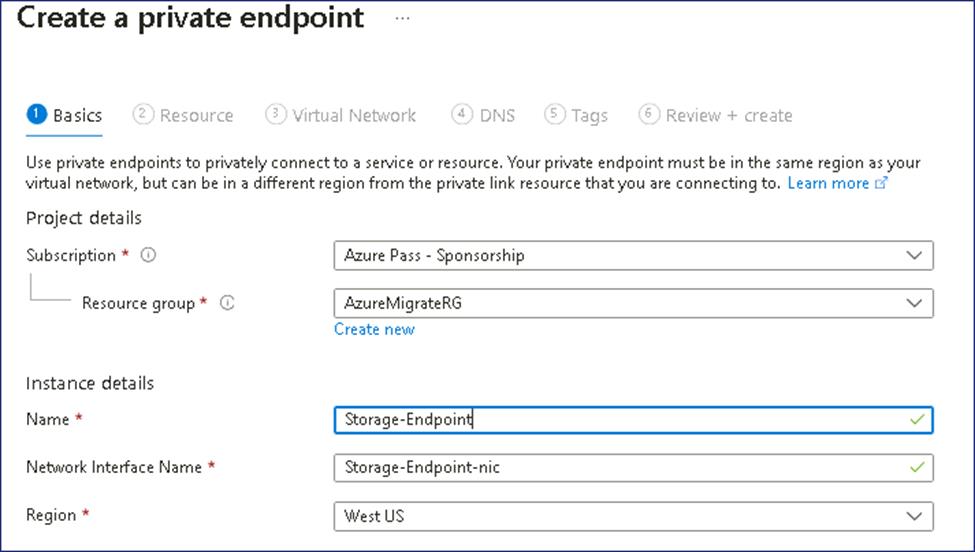 Create a private endpoint ...
1 Basics 2 Resource 3 Virtual Network 4 DNS 5 Tags 6 Review + create
Use private endpoints to privately connect to a service or resource. Your private endpoint must be in the same region as your
virtual network, but can be in a different region from the private link resource that you are connecting to. Learn more
Project details
Subscription * Azure Pass - Sponsorship
Resource group * AzureMigrateRG
Create new
Instance details
Name * Storage-Endpoint
Network Interface Name * Storage-Endpoint-nic
Region * West US